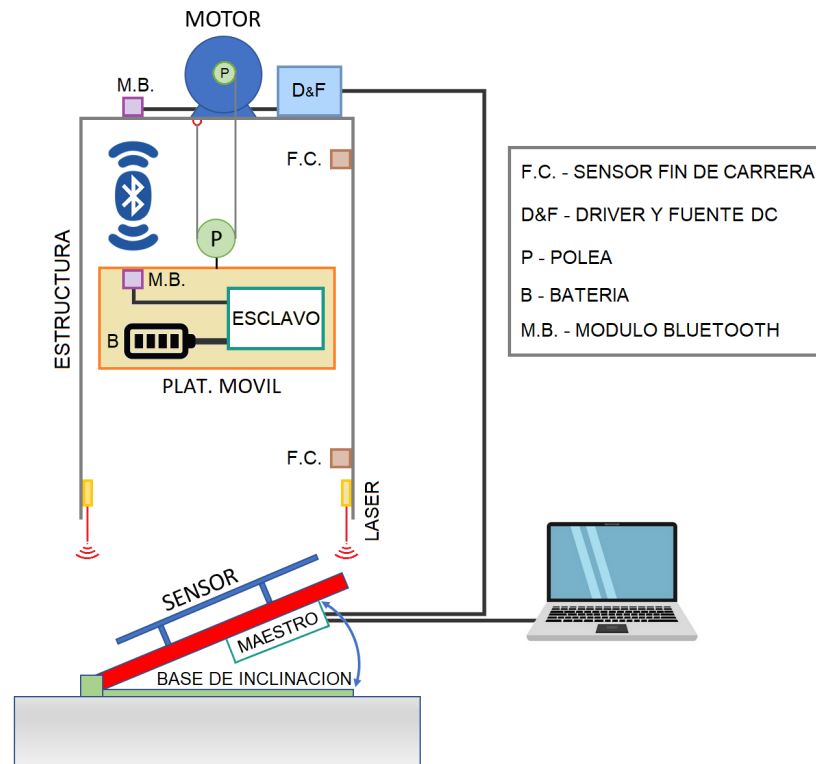 MOTOR
P
M.B.
D&F
F.C.
ESTRUCTURA
P
M.B.
ESCLAVO
B
PLAT. MOVIL
F.C.
LASER
SENSOR
MAESTRO
BASE DE INCLINACION
F.C. - SENSOR FIN DE CARRERA
D&F - DRIVER Y FUENTE DC
P - POLEA
B - BATERIA
M.B. - MODULO BLUETOOTH